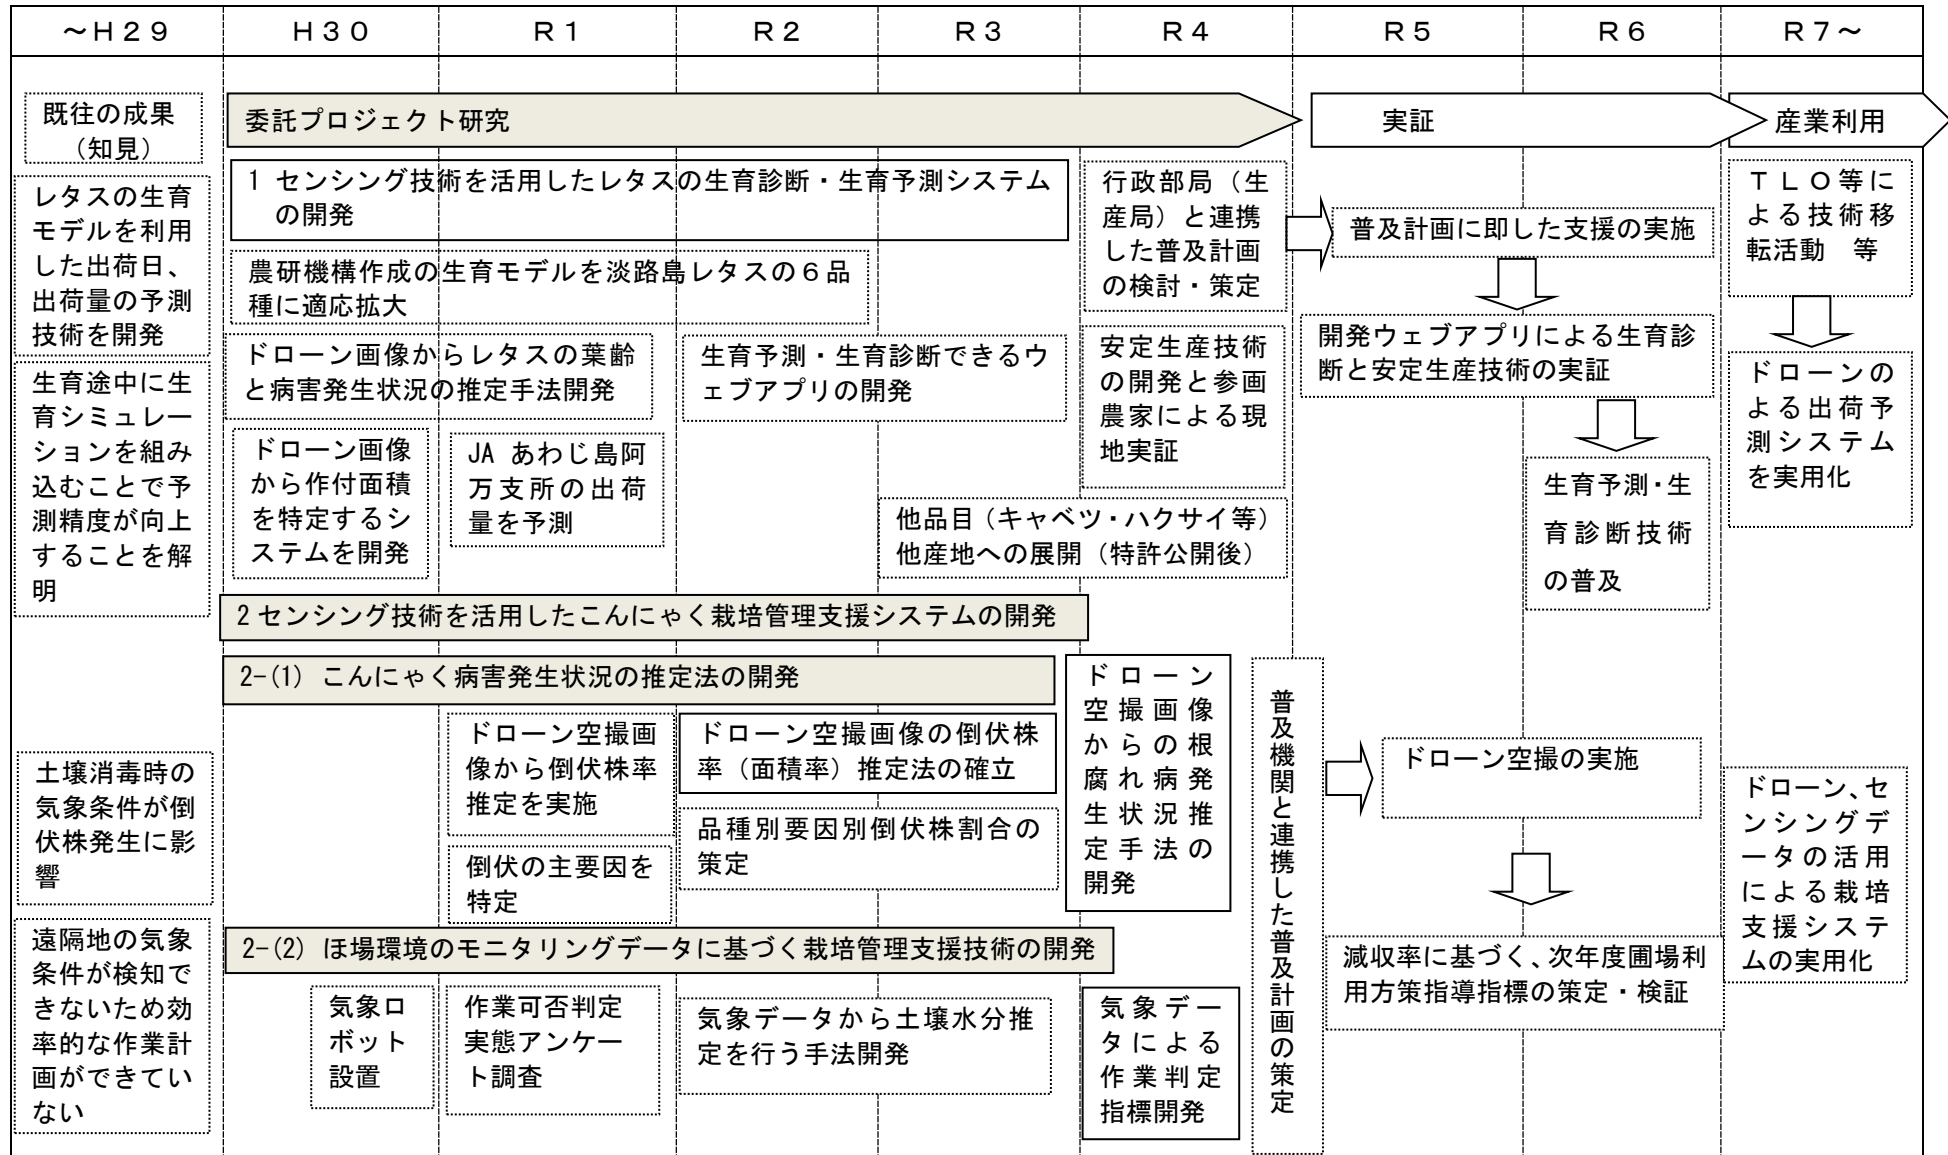 ～Ｈ２９
Ｈ３０
Ｒ１
Ｒ２
Ｒ３
Ｒ４
Ｒ５
Ｒ６
Ｒ７～
既往の成果
（知見）
委託プロジェクト研究
実証
産業利用
レタスの生育
モデルを利用
した出荷日、
出荷量の予測
技術を開発
生育途中に生
育シミュレー
ションを組み
込むことで予
測精度が向上
することを解
明
1 センシング技術を活用したレタスの生育診断・生育予測システム
の開発
農研機構作成の生育モデルを淡路島レタスの６品
種に適応拡大
ドローン画像からレタスの葉齢
と病害発生状況の推定手法開発
生育予測・生育診断できるウ
ェブアプリの開発
ドローン画像
から作付面積
を特定するシ
ステムを開発
JA あわじ島阿
万支所の出荷
量を予測
行政部局（生
産局）と連携
した普及計画
の検討・策定
安定生産技術
の開発と参画
農家による現
地実証
他品目（キャベツ・ハクサイ等）
他産地への展開（特許公開後）
普及計画に即した支援の実施
開発ウェブアプリによる生育診
断と安定生産技術の実証
生育予測・生
育診断技術
の普及
ＴＬＯ等に
よる技術移
転活動　等
ドローンの
よる出荷予
測システム
を実用化
2 センシング技術を活用したこんにゃく栽培管理支援システムの開発
2-(1) こんにゃく病害発生状況の推定法の開発
土壌消毒時の
気象条件が倒
伏株発生に影
響
ドローン空撮画
像から倒伏株率
推定を実施
倒伏の主要因を
特定
ドローン空撮画像の倒伏株
率（面積率）推定法の確立
品種別要因別倒伏株割合の
策定
ドローン
空撮画像
からの根
腐れ病発
生状況推
定手法の
開発
普及機関と連携した普及計画の策定
ドローン空撮の実施
減収率に基づく、次年度圃場利
用方策指導指標の策定・検証
ドローン、セ
ンシングデ
ータの活用
による栽培
支援システ
ムの実用化
2-(2) ほ場環境のモニタリングデータに基づく栽培管理支援技術の開発
遠隔地の気象
条件が検知で
きないため効
率的な作業計
画ができてい
ない
気象ロ
ボット
設置
作業可否判定
実態アンケー
ト調査
気象データから土壌水分推
定を行う手法開発
気象デー
タによる
作業判定
指標開発